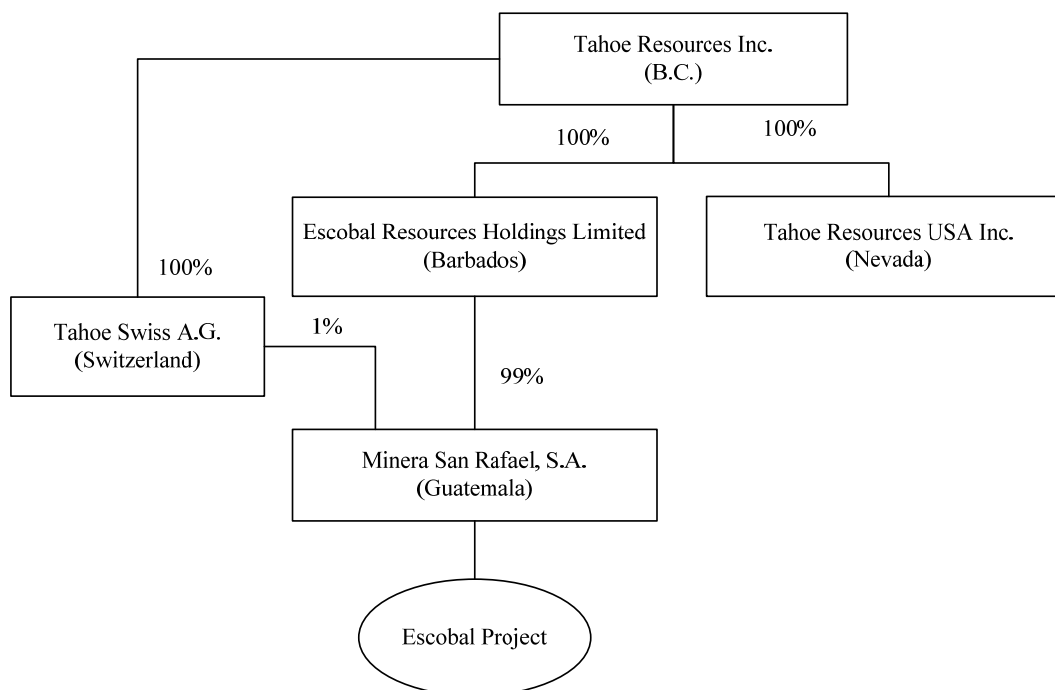 Tahoe Resources Inc.
(B.C.)
100%
100%
Escobal Resources Holdings Limited
(Barbados)
Tahoe Resources USA Inc.
(Nevada)
100%
Tahoe Swiss A.G.
(Switzerland)
1%
99%
Minera San Rafael, S.A.
(Guatemala)
Escobal Project